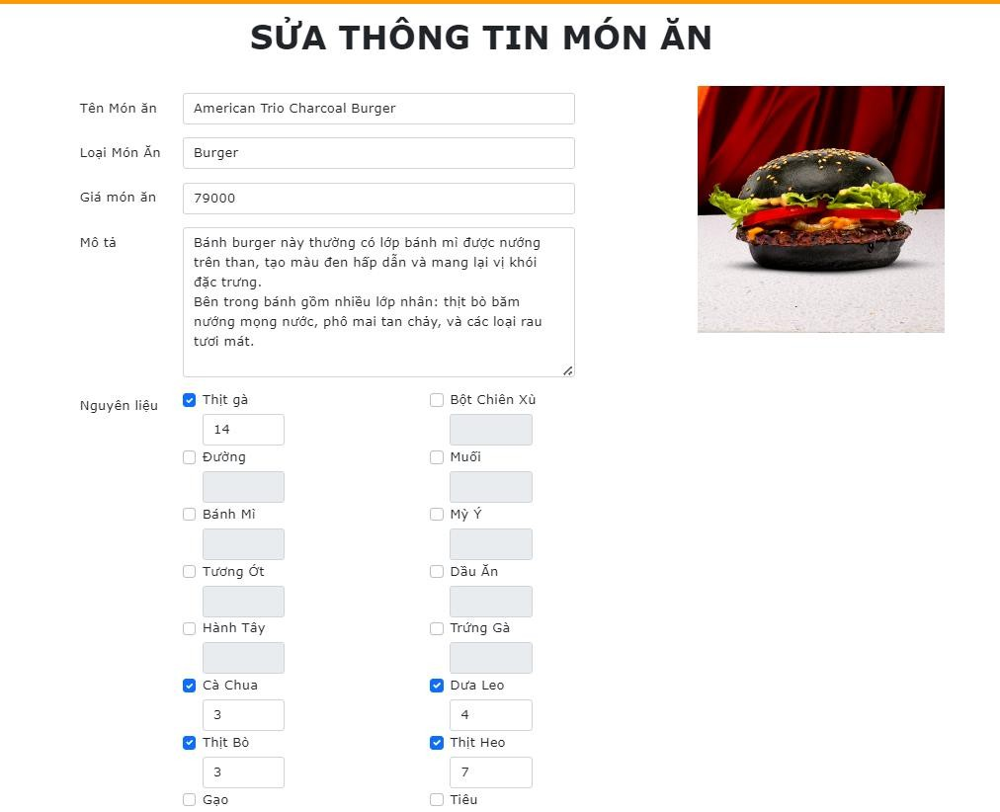 SỬA THÔNG TIN MÓN ĂN
Tên Món ăn
American Trio Charcoal Burger
Loại Món Ăn
Burger
Giá món ăn
79000
Mô tả
Bánh burger này thường có lớp bánh mì được nướng
trên than, tạo màu đen hấp dẫn và mang lại vị khói
đặc trưng.
Bên trong bánh gồm nhiều lớp nhân: thịt bò băm
nướng mọng nước, phô mai tan chảy, và các loại rau
tươi mát.
Nguyên liệu
Thịt gà
Bột Chiên Xù
14
Đường
Muối
Bánh Mì
Mỳ Ý
Tương Ớt
Dầu Ăn
Hành Tây
Trứng Gà
Cà Chua
Dưa Leo
3
4
Thịt Bò
Thịt Heo
3
7
Gạo
Tiêu